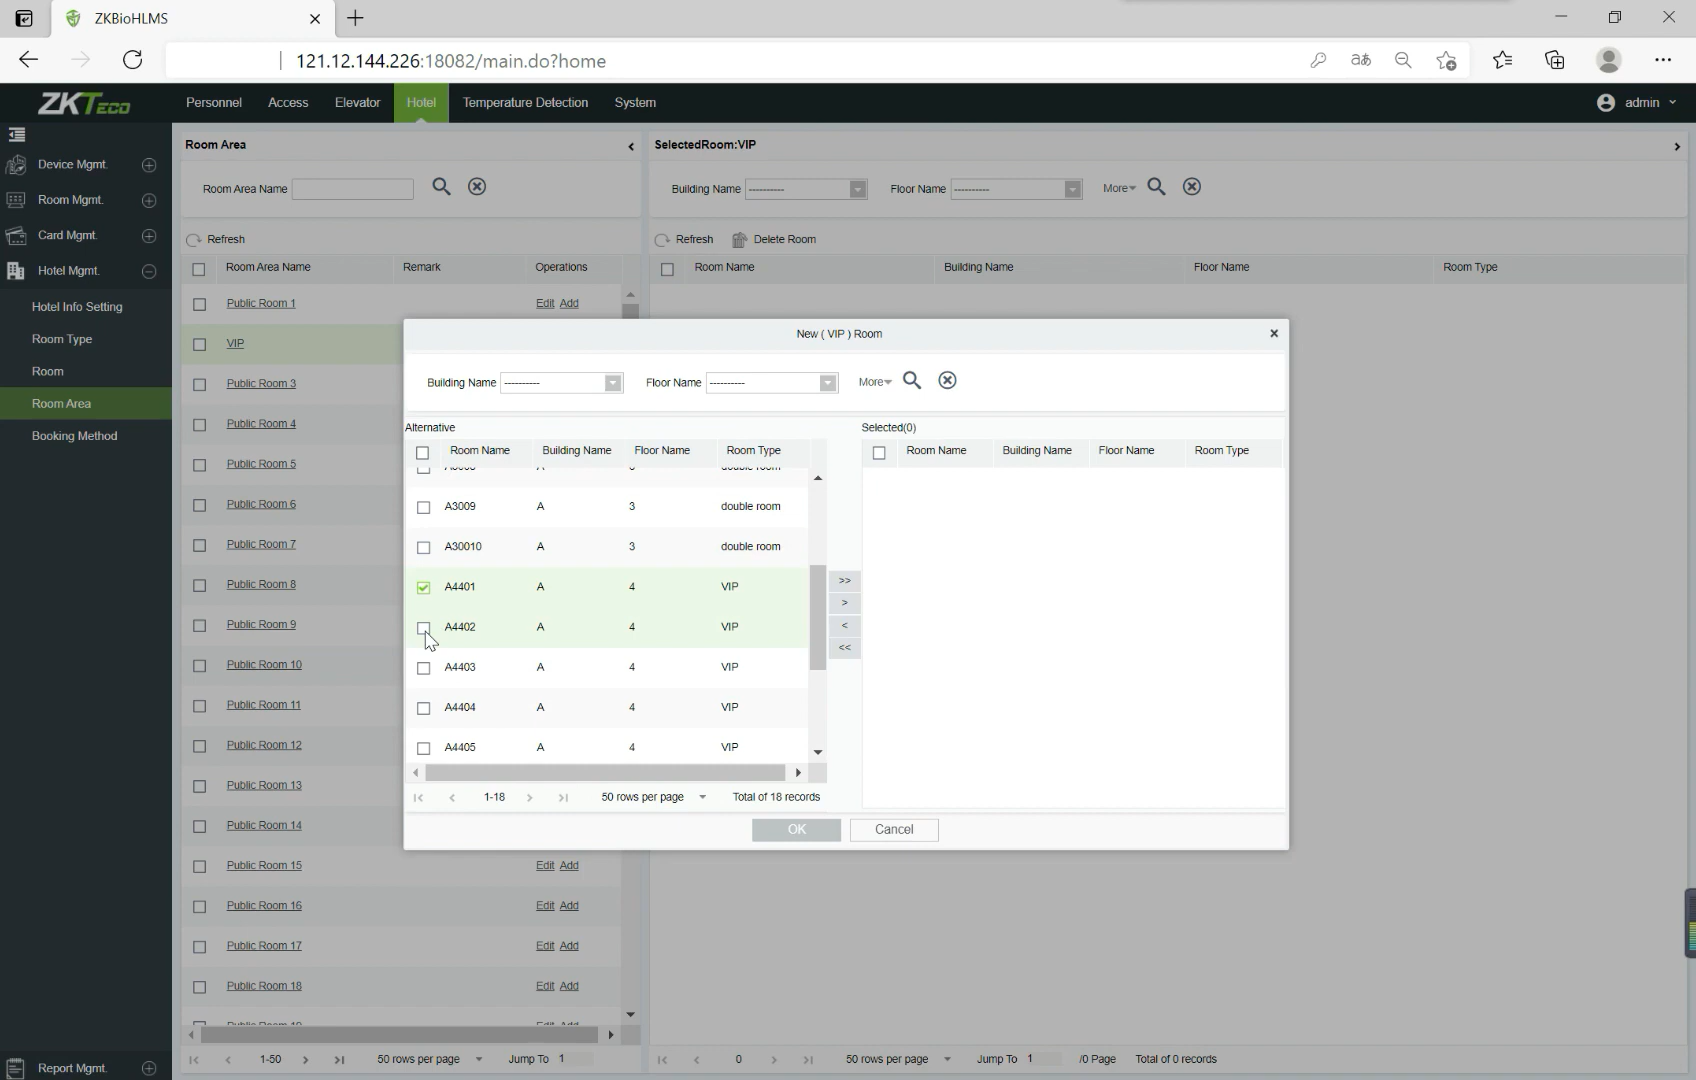 ZKBioHLMS
121.12.144.226:18082/main.do?home
ZKTeco
Personnel Access Elevator Hotel Temperature Detection System
admin
Device Mgmt.
Room Mgmt.
Card Mgmt.
Hotel Mgmt.
Hotel Info Setting
Room Type
Room
Room Area
Booking Method
Report Mgmt.
Room Area
Room Area Name
Refresh
Room Area Name Remark Operations
Public Room 1 Edit Add
VIP
Public Room 3
Public Room 4
Public Room 5
Public Room 6
Public Room 7
Public Room 8
Public Room 9
Public Room 10
Public Room 11
Public Room 12
Public Room 13
Public Room 14
Public Room 15 Edit Add
Public Room 16 Edit Add
Public Room 17 Edit Add
Public Room 18 Edit Add
1-50 50 rows per page Jump To 1
SelectedRoom:VIP
Building Name ---------- Floor Name ---------- More
Refresh Delete Room
Room Name Building Name Floor Name Room Type
0 50 rows per page Jump To 1 /0 Page Total of 0 records
New ( VIP ) Room
Building Name ---------- Floor Name ---------- More
Alternative
Room Name Building Name Floor Name Room Type
A3009 A 3 double room
A30010 A 3 double room
A4401 A 4 VIP
A4402 A 4 VIP
A4403 A 4 VIP
A4404 A 4 VIP
A4405 A 4 VIP
1-18 50 rows per page Total of 18 records
>>
>
<
<<
Selected(0)
Room Name Building Name Floor Name Room Type
OK Cancel